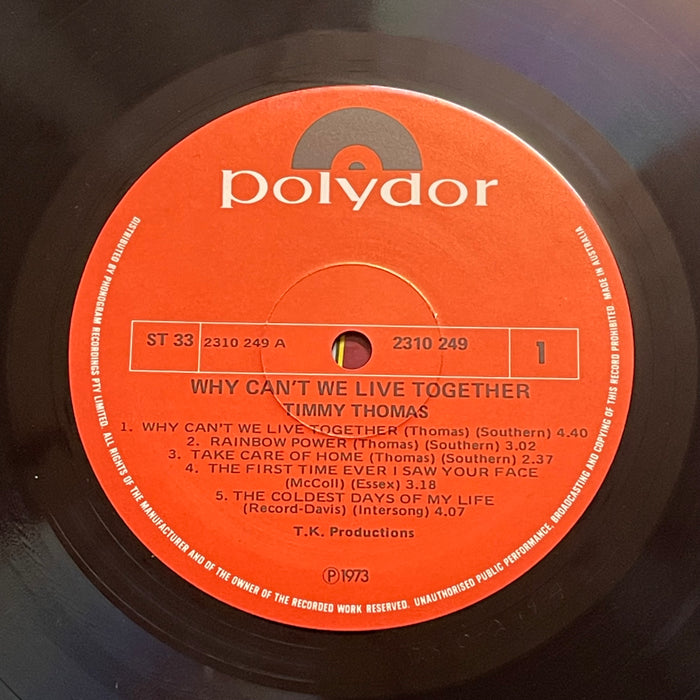 polydor
ST 33 2310 249 A 2310 249 1
WHY CAN'T WE LIVE TOGETHER
TIMMY THOMAS
1. WHY CAN'T WE LIVE TOGETHER (Thomas) (Southern) 4.40
2. RAINBOW POWER (Thomas) (Southern) 3.02
3. TAKE CARE OF HOME (Thomas) (Southern) 2.37
4. THE FIRST TIME EVER I SAW YOUR FACE
(McColl) (Essex) 3.18
5. THE COLDEST DAYS OF MY LIFE
(Record-Davis) (Intersong) 4.07
T.K. Productions
Ⓟ1973
DISTRIBUTED BY PHONOGRAM RECORDINGS PTY LIMITED. ALL RIGHTS OF THE MANUFACTURER AND OF THE OWNER OF THE RECORDED WORK RESERVED. UNAUTHORISED PUBLIC PERFORMANCE, BROADCASTING AND COPYING OF THIS RECORD PROHIBITED. MADE IN AUSTRALIA